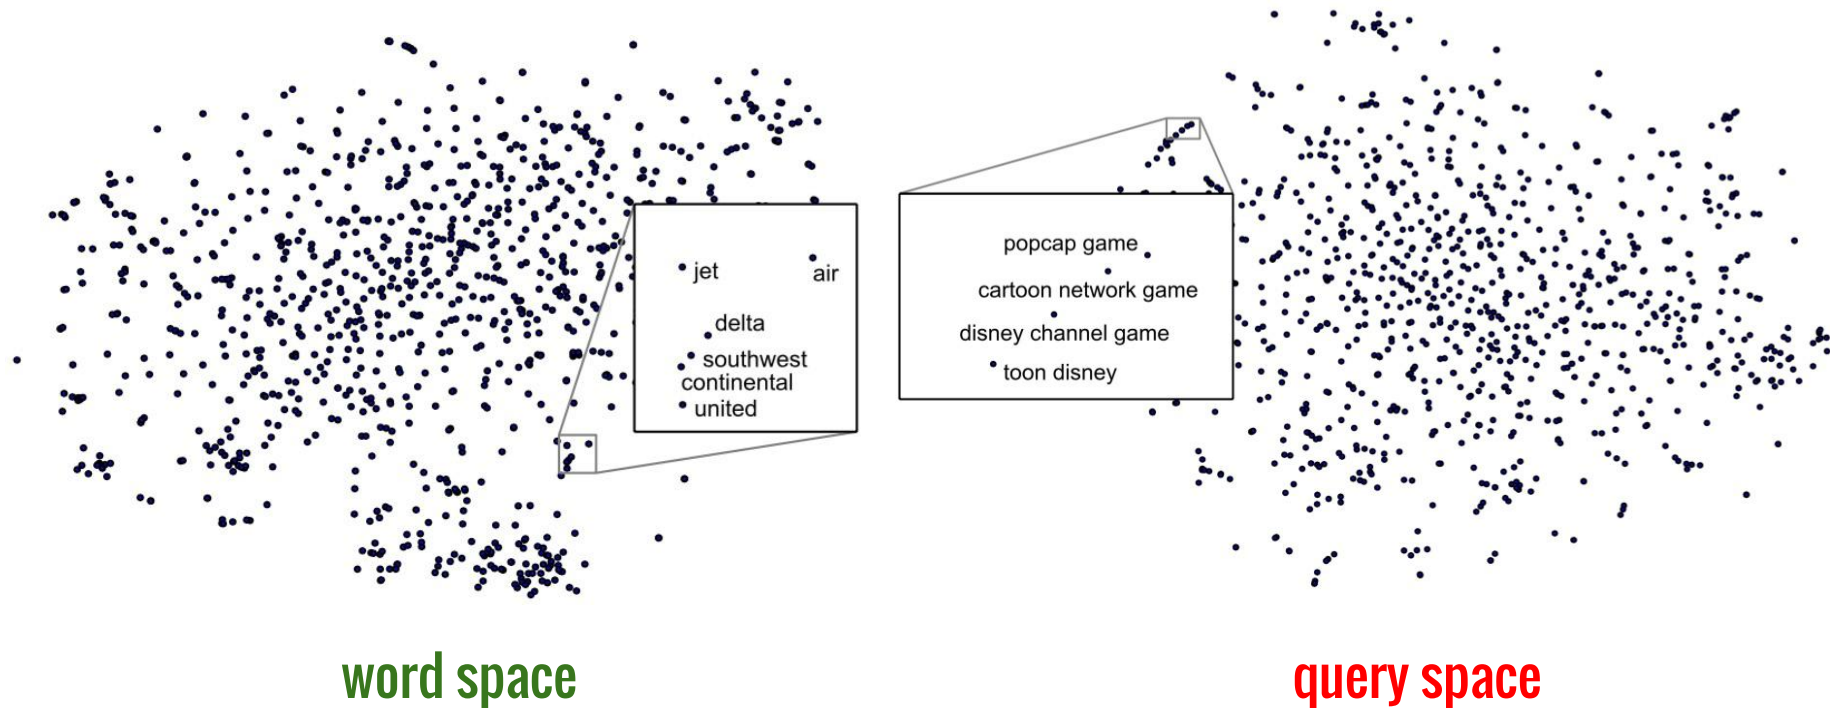 jet
air
delta
southwest
continental
united
popcap game
cartoon network game
disney channel game
toon disney
word space
query space